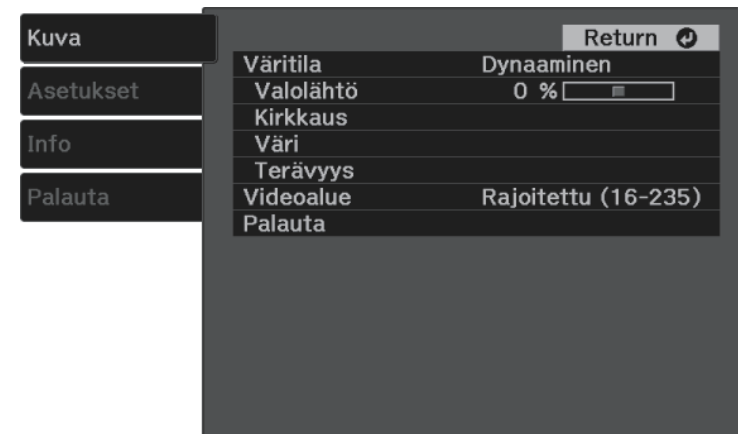 Kuva
Asetukset
Info
Palauta
Return
Väritila Dynaaminen
Valolähtö 0 %
Kirkkaus
Väri
Terävyys
Videoalue Rajoitettu (16-235)
Palauta